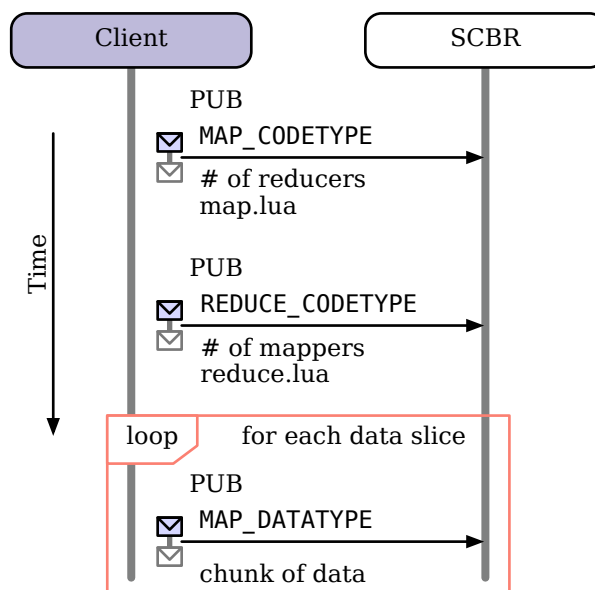 Client
SCBR
PUB
MAP_CODETYPE
# of reducers
map.lua
Time
PUB
REDUCE_CODETYPE
# of mappers
reduce.lua
loop
for each data slice
PUB
MAP_DATATYPE
chunk of data